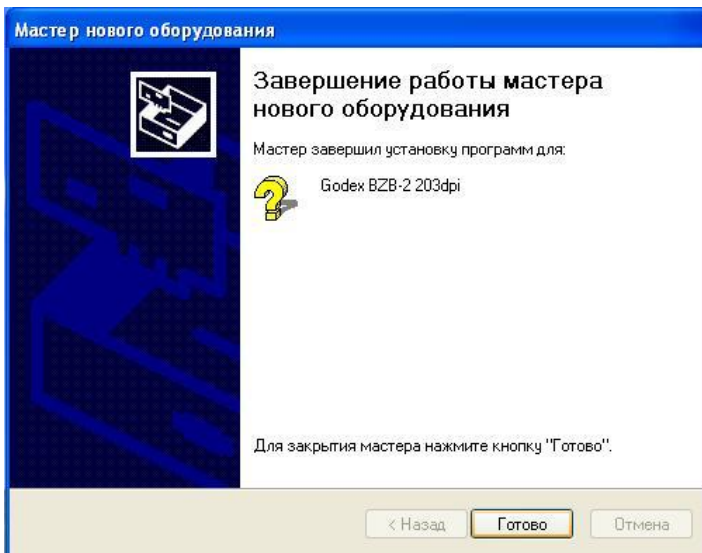 Мастер нового оборудования
Завершение работы мастера
нового оборудования
Мастер завершил установку программ для:
Godex BZB-2 203dpi
Для закрытия мастера нажмите кнопку "Готово".
< Назад
Готово
Отмена